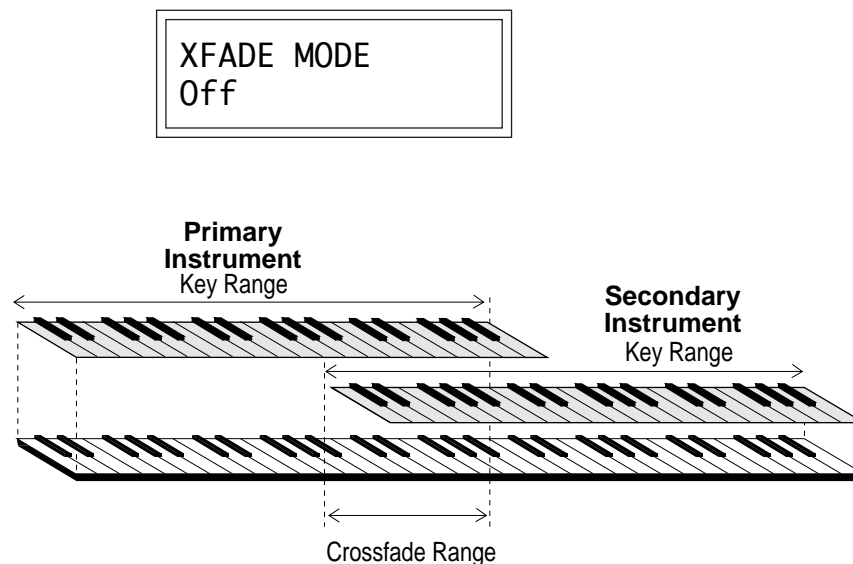 XFADE MODE
Off
Primary
Instrument
Key Range
Secondary
Instrument
Key Range
Crossfade Range